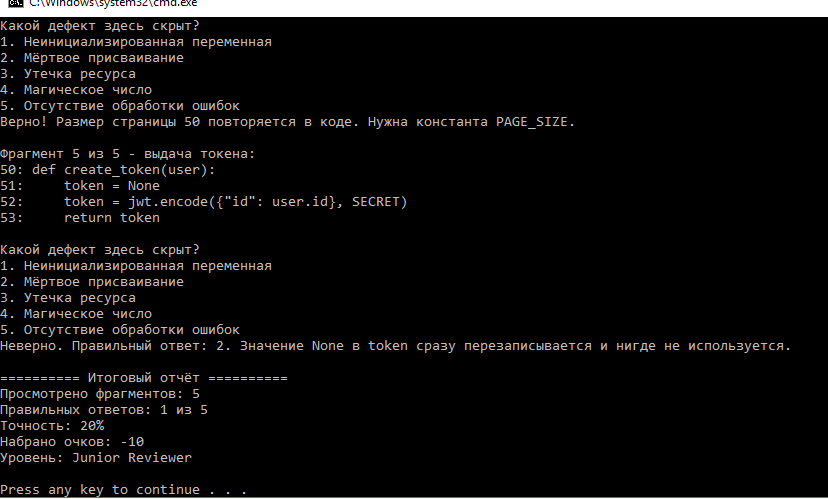 C:\Windows\system32\cmd.exe
Какой дефект здесь скрыт?
1. Неинициализированная переменная
2. Мёртвое присваивание
3. Утечка ресурса
4. Магическое число
5. Отсутствие обработки ошибок
Верно! Размер страницы 50 повторяется в коде. Нужна константа PAGE_SIZE.
Фрагмент 5 из 5 - выдача токена:
50: def create_token(user):
51:     token = None
52:     token = jwt.encode({"id": user.id}, SECRET)
53:     return token
Какой дефект здесь скрыт?
1. Неинициализированная переменная
2. Мёртвое присваивание
3. Утечка ресурса
4. Магическое число
5. Отсутствие обработки ошибок
Неверно. Правильный ответ: 2. Значение None в token сразу перезаписывается и нигде не используется.
========== Итоговый отчёт ==========
Просмотрено фрагментов: 5
Правильных ответов: 1 из 5
Точность: 20%
Набрано очков: -10
Уровень: Junior Reviewer
Press any key to continue . . .